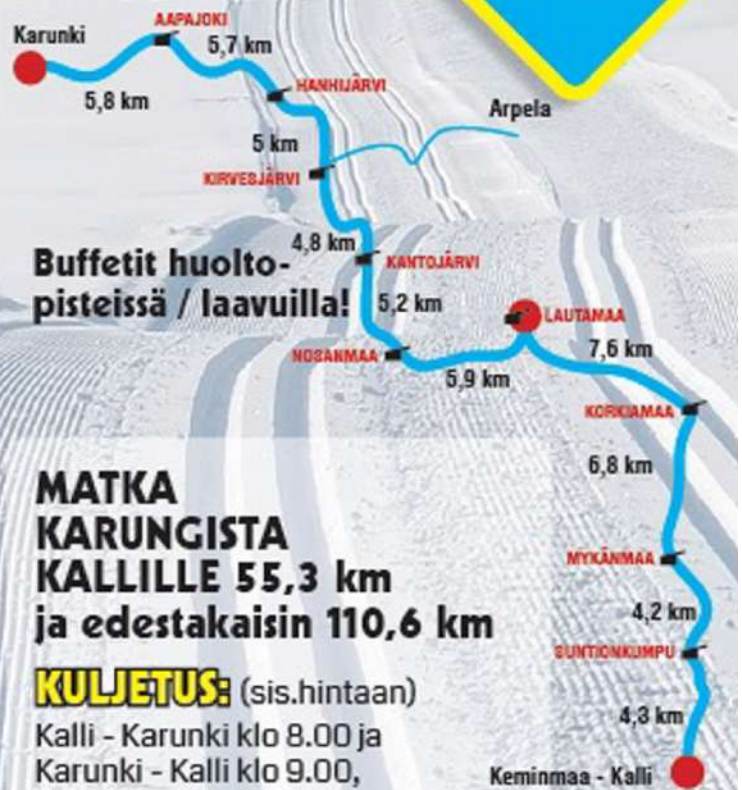 AAPAJOKI
Karunki
5,7 km
5,8 km
HANHIJÄRVI
Arpela
5 km
KIRVESJÄRVI
4,8 km
KANTOJÄRVI
Buffetit huolto-
pisteissä / laavuilla!
5,2 km
LAUTAMAA
NOSANMAA
7,6 km
5,9 km
KORKIAMAA
6,8 km
MATKA
KARUNGISTA
KALLILLE 55,3 km
ja edestakaisin 110,6 km
MYKÄNMAA
4,2 km
SUNTIONKUMPU
KULJETUS: (sis.hintaan)
4,3 km
Kalli - Karunki klo 8.00 ja
Karunki - Kalli klo 9.00,
Keminmaa - Kalli